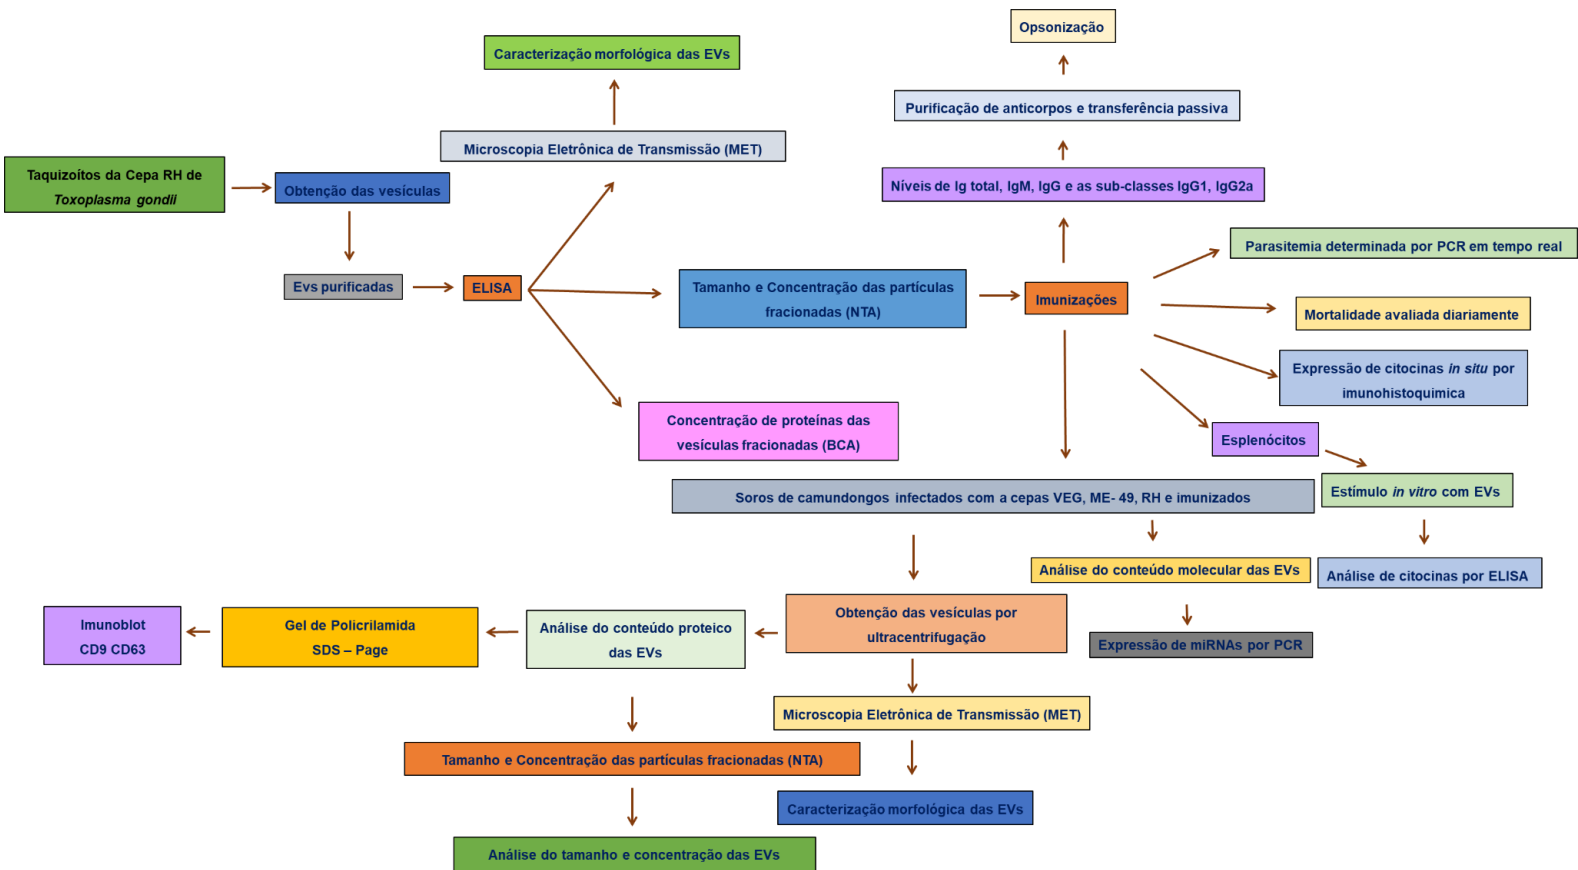 Opsonização
Caracterização morfológica das EVs
Purificação de anticorpos e transferência passiva
Microscopia Eletrônica de Transmissão (MET)
Taquizoítos da Cepa RH de
Toxoplasma gondii
Obtenção das vesículas
Níveis de Ig total, IgM, IgG e as sub-classes IgG1, IgG2a
Parasitemia determinada por PCR em tempo real
Evs purificadas
ELISA
Tamanho e Concentração das partículas
fracionadas (NTA)
Imunizações
Mortalidade avaliada diariamente
Expressão de citocinas in situ por
imunohistoquimica
Concentração de proteínas das
vesículas fracionadas (BCA)
Esplenócitos
Soros de camundongos infectados com a cepas VEG, ME- 49, RH e imunizados
Estímulo in vitro com EVs
Análise do conteúdo molecular das EVs
Análise de citocinas por ELISA
Imunoblot
CD9 CD63
Gel de Policrilamida
SDS – Page
Análise do conteúdo proteico
das EVs
Obtenção das vesículas por
ultracentrifugação
Expressão de miRNAs por PCR
Microscopia Eletrônica de Transmissão (MET)
Tamanho e Concentração das partículas fracionadas (NTA)
Caracterização morfológica das EVs
Análise do tamanho e concentração das EVs